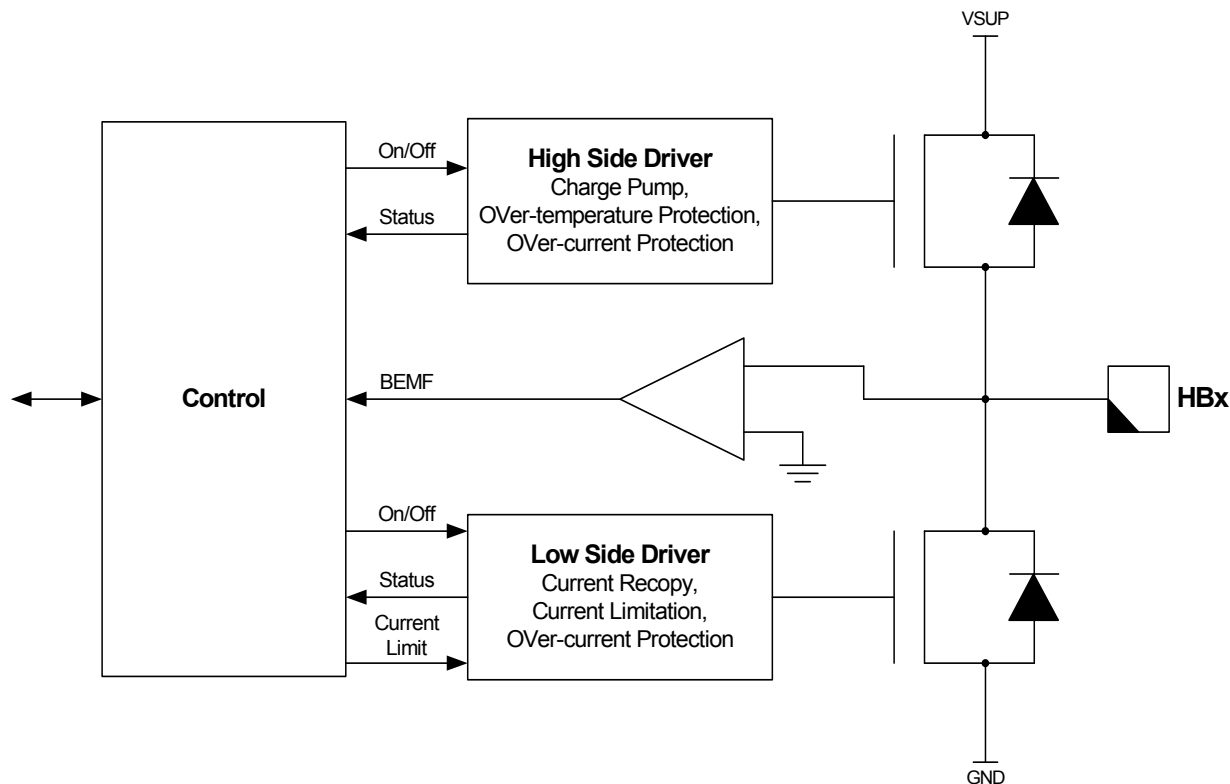 VSUP
On/Off
Status
High Side Driver
Charge Pump,
OVer-temperature Protection,
OVer-current Protection
BEMF
Control
HBx
On/Off
Status
Current
Limit
Low Side Driver
Current Recopy,
Current Limitation,
OVer-current Protection
GND